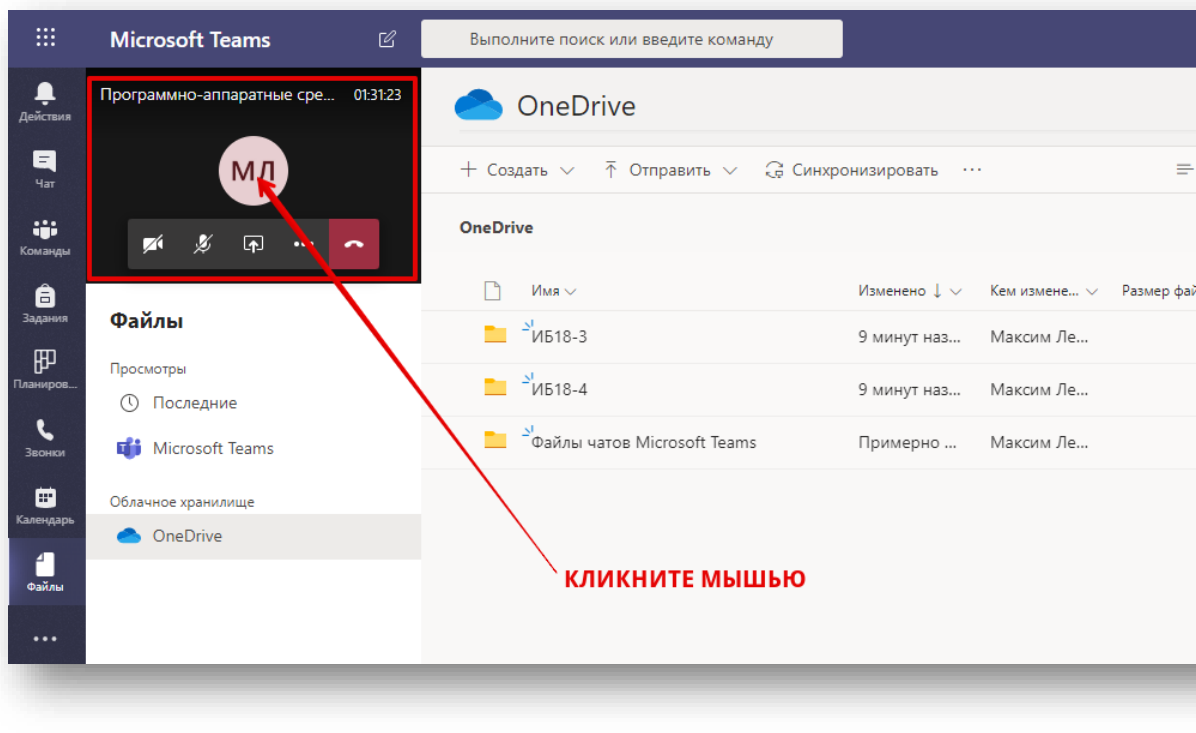 Microsoft Teams
Выполните поиск или введите команду
Действия
Чат
Команды
Задания
Планиров...
Звонки
Календарь
Файлы
Программно-аппаратные сре... 01:31:23
МЛ
Файлы
Просмотры
Последние
Microsoft Teams
Облачное хранилище
OneDrive
OneDrive
Создать Отправить Синхронизировать ...
OneDrive
Имя Изменено ↓ Кем измене... Размер фай
ИБ18-3 9 минут наз... Максим Ле...
ИБ18-4 9 минут наз... Максим Ле...
Файлы чатов Microsoft Teams Примерно ... Максим Ле...
КЛИКНИТЕ МЫШЬЮ